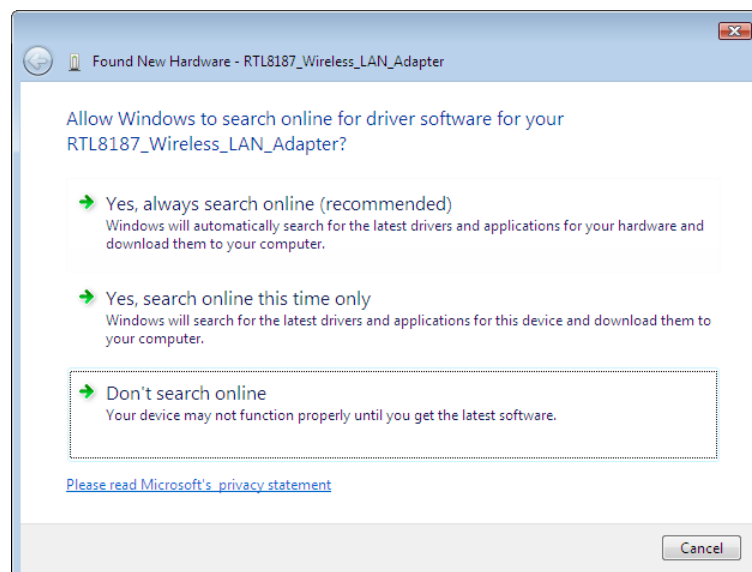 Found New Hardware - RTL8187_Wireless_LAN_Adapter
Allow Windows to search online for driver software for your
RTL8187_Wireless_LAN_Adapter?
Yes, always search online (recommended)
Windows will automatically search for the latest drivers and applications for your hardware and
download them to your computer.
Yes, search online this time only
Windows will search for the latest drivers and applications for this device and download them to
your computer.
Don't search online
Your device may not function properly until you get the latest software.
Please read Microsoft's privacy statement
Cancel